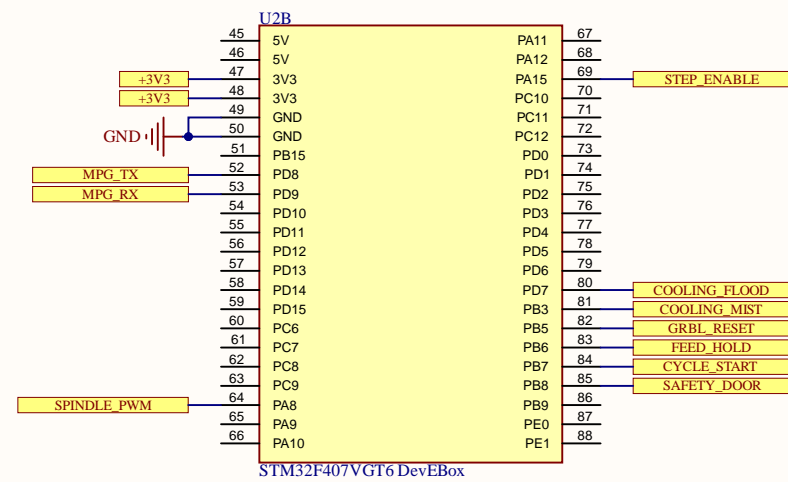 U2B
45 5V PA11 67
46 5V PA12 68
+3V3 47 3V3 PA15 69 STEP_ENABLE
+3V3 48 3V3 PC10 70
49 GND PC11 71
GND 50 GND PC12 72
51 PB15 PD0 73
MPG_TX 52 PD8 PD1 74
MPG_RX 53 PD9 PD2 75
54 PD10 PD3 76
55 PD11 PD4 77
56 PD12 PD5 78
57 PD13 PD6 79
58 PD14 PD7 80 COOLING_FLOOD
59 PD15 PB3 81 COOLING_MIST
60 PC6 PB5 82 GRBL_RESET
61 PC7 PB6 83 FEED_HOLD
62 PC8 PB7 84 CYCLE_START
63 PC9 PB8 85 SAFETY_DOOR
SPINDLE_PWM 64 PA8 PB9 86
65 PA9 PE0 87
66 PA10 PE1 88
STM32F407VGT6 DevEBox